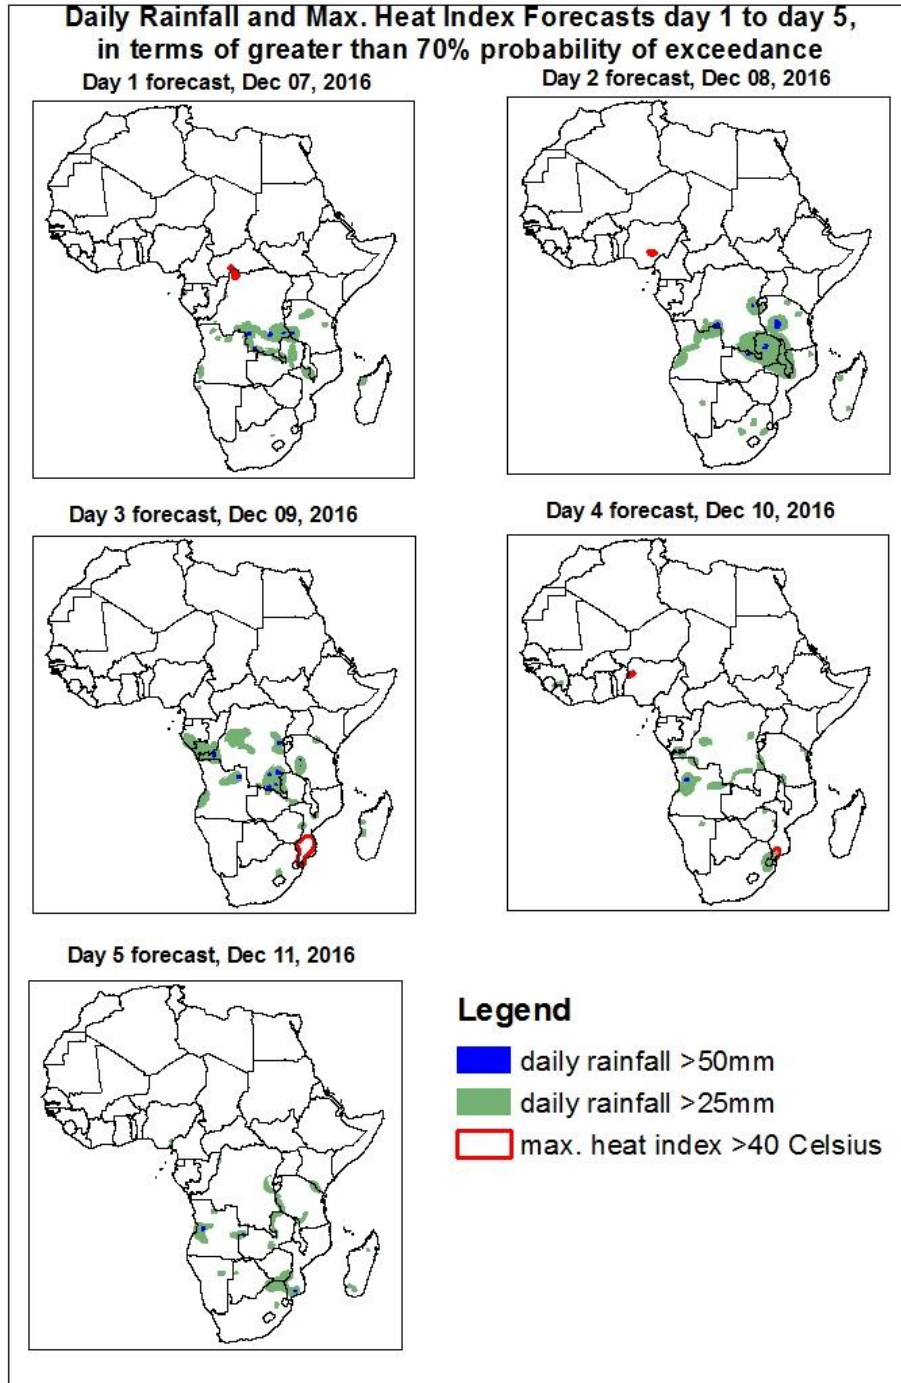 Daily Rainfall and Max. Heat Index Forecasts day 1 to day 5,
in terms of greater than 70% probability of exceedance
Day 1 forecast, Dec 07, 2016
Day 2 forecast, Dec 08, 2016
Day 3 forecast, Dec 09, 2016
Day 4 forecast, Dec 10, 2016
Day 5 forecast, Dec 11, 2016
Legend
daily rainfall >50mm
daily rainfall >25mm
max. heat index >40 Celsius